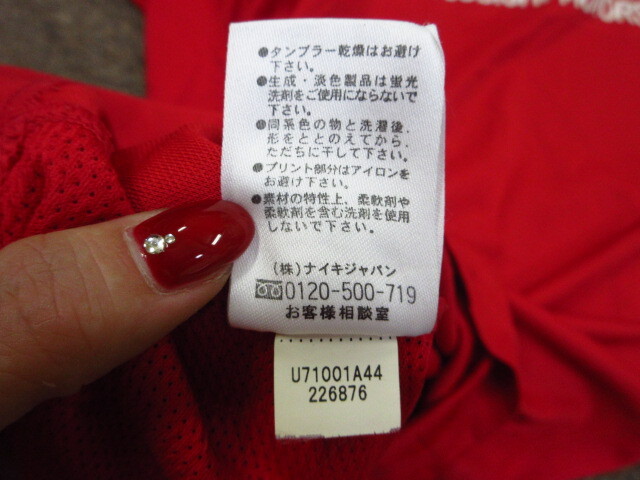 ●タンブラー乾燥はお避け
下さい。
●生成・淡色製品は蛍光
洗剤をご使用にならないで
下さい。
●同系色の物と洗濯後、
形をととのえてから、
ただちに干して下さい。
●プリント部分はアイロンを
お避け下さい。
●素材の特性上、柔軟剤や
柔軟剤を含む洗剤を使用
しないで下さい。
(株)ナイキジャパン
0120-500-719
お客様相談室
U71001A44
226876